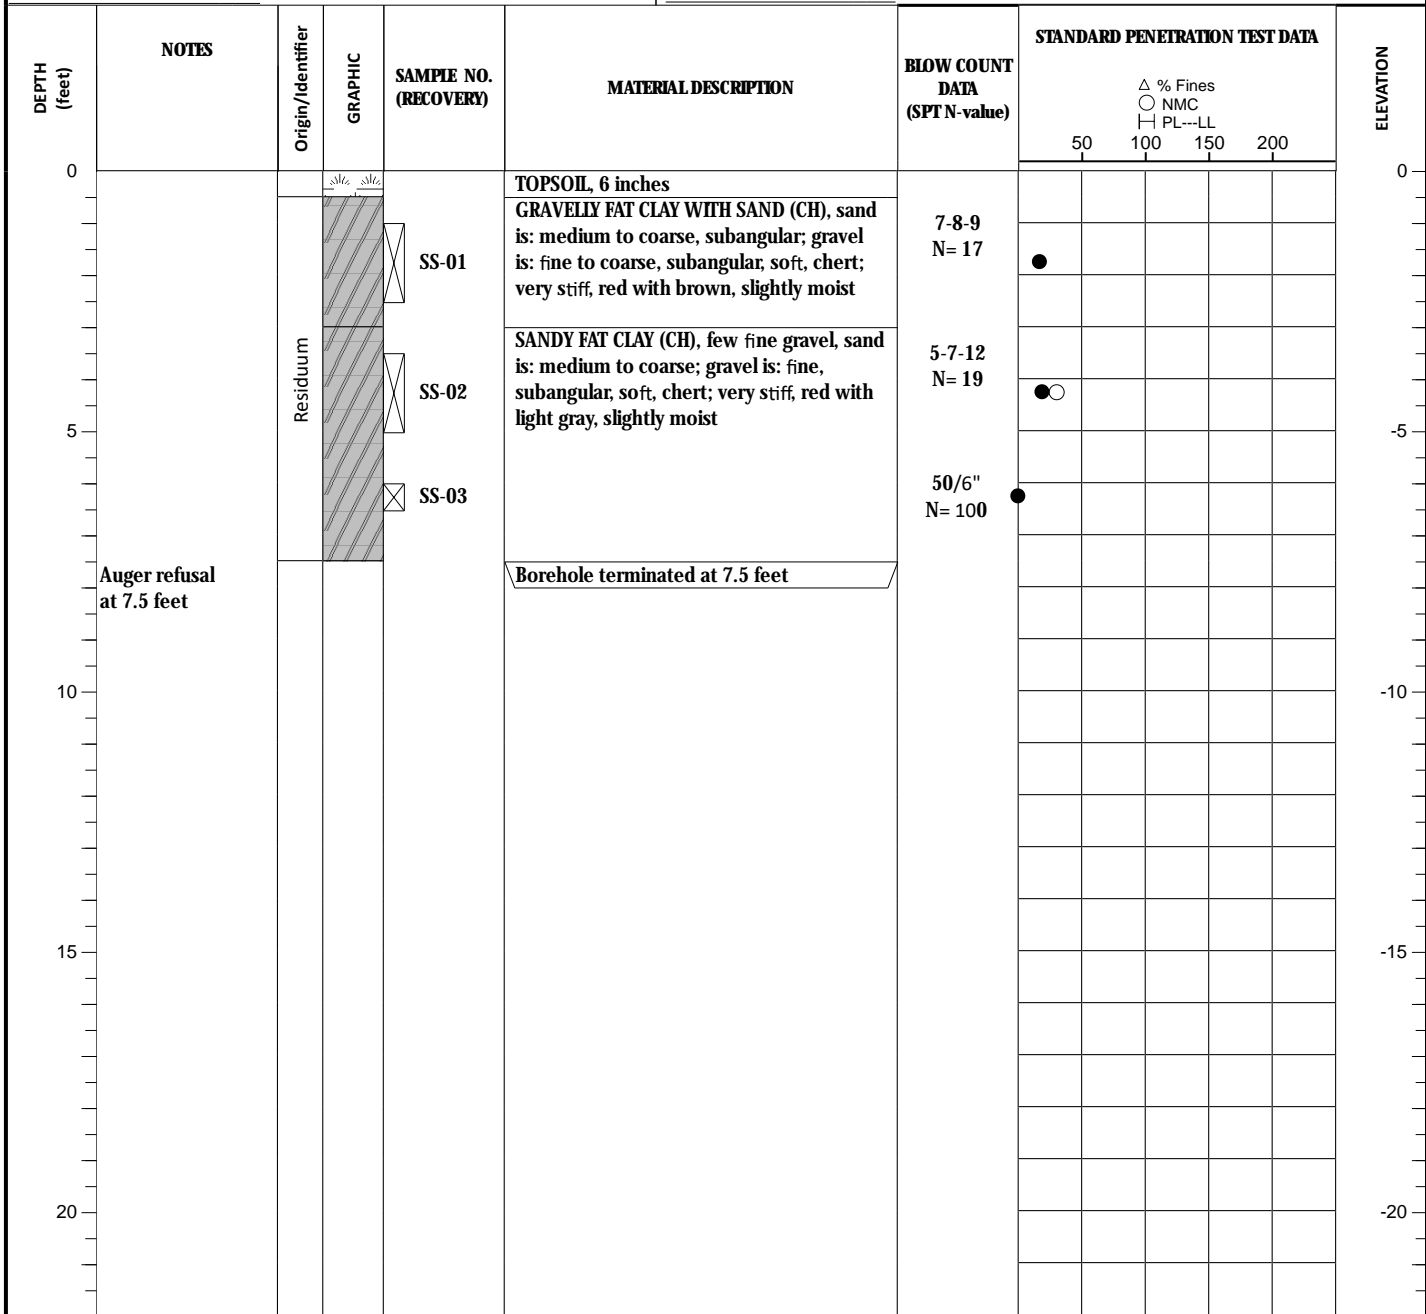 DEPTH
(feet)
NOTES
Origin/Identifier
GRAPHIC
SAMPLE NO.
(RECOVERY)
MATERIAL DESCRIPTION
BLOW COUNT
DATA
(SPT N-value)
STANDARD PENETRATION TEST DATA
△ % Fines
○ NMC
PL---LL
50 100 150 200
ELEVATION
0
0
TOPSOIL, 6 inches
GRAVELLY FAT CLAY WITH SAND (CH), sand
is: medium to coarse, subangular; gravel
is: fine to coarse, subangular, soft, chert;
very stiff, red with brown, slightly moist
SS-01
7-8-9
N= 17
Residuum
SANDY FAT CLAY (CH), few fine gravel, sand
is: medium to coarse; gravel is: fine,
subangular, soft, chert; very stiff, red with
light gray, slightly moist
SS-02
5-7-12
N= 19
5
-5
SS-03
50/6"
N= 100
Auger refusal
at 7.5 feet
Borehole terminated at 7.5 feet
10
-10
15
-15
20
-20